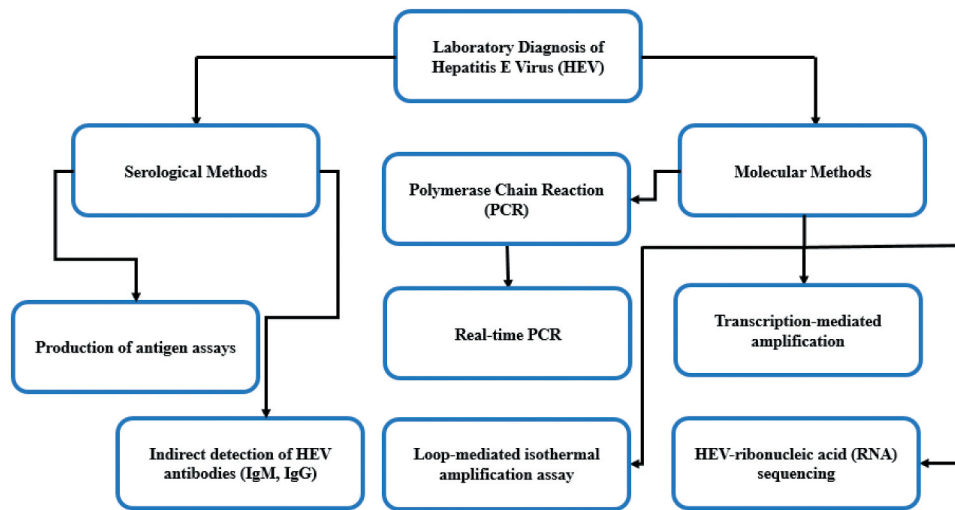 Laboratory Diagnosis of
Hepatitis E Virus (HEV)
Serological Methods
Polymerase Chain Reaction
(PCR)
Molecular Methods
Production of antigen assays
Real-time PCR
Transcription-mediated
amplification
Indirect detection of HEV
antibodies (IgM, IgG)
Loop-mediated isothermal
amplification assay
HEV-ribonucleic acid (RNA)
sequencing